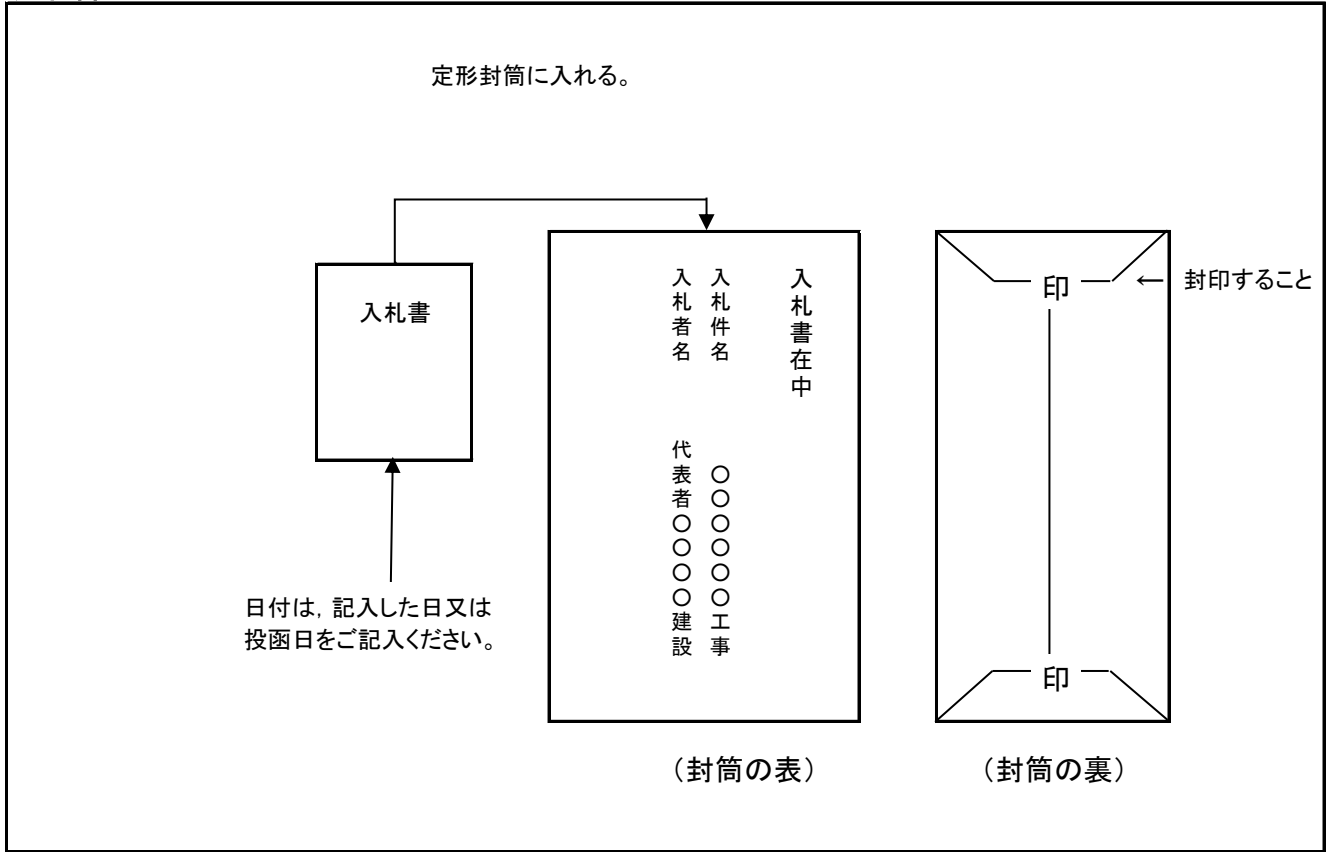 定形封筒に入れる。
入札書
日付は，記入した日又は
投函日をご記入ください。
入札書在中
入札件名　　〇〇〇〇〇〇工事
入札者名　　代表者〇〇〇〇建設
（封筒の表）
印
← 封印すること
印
（封筒の裏）